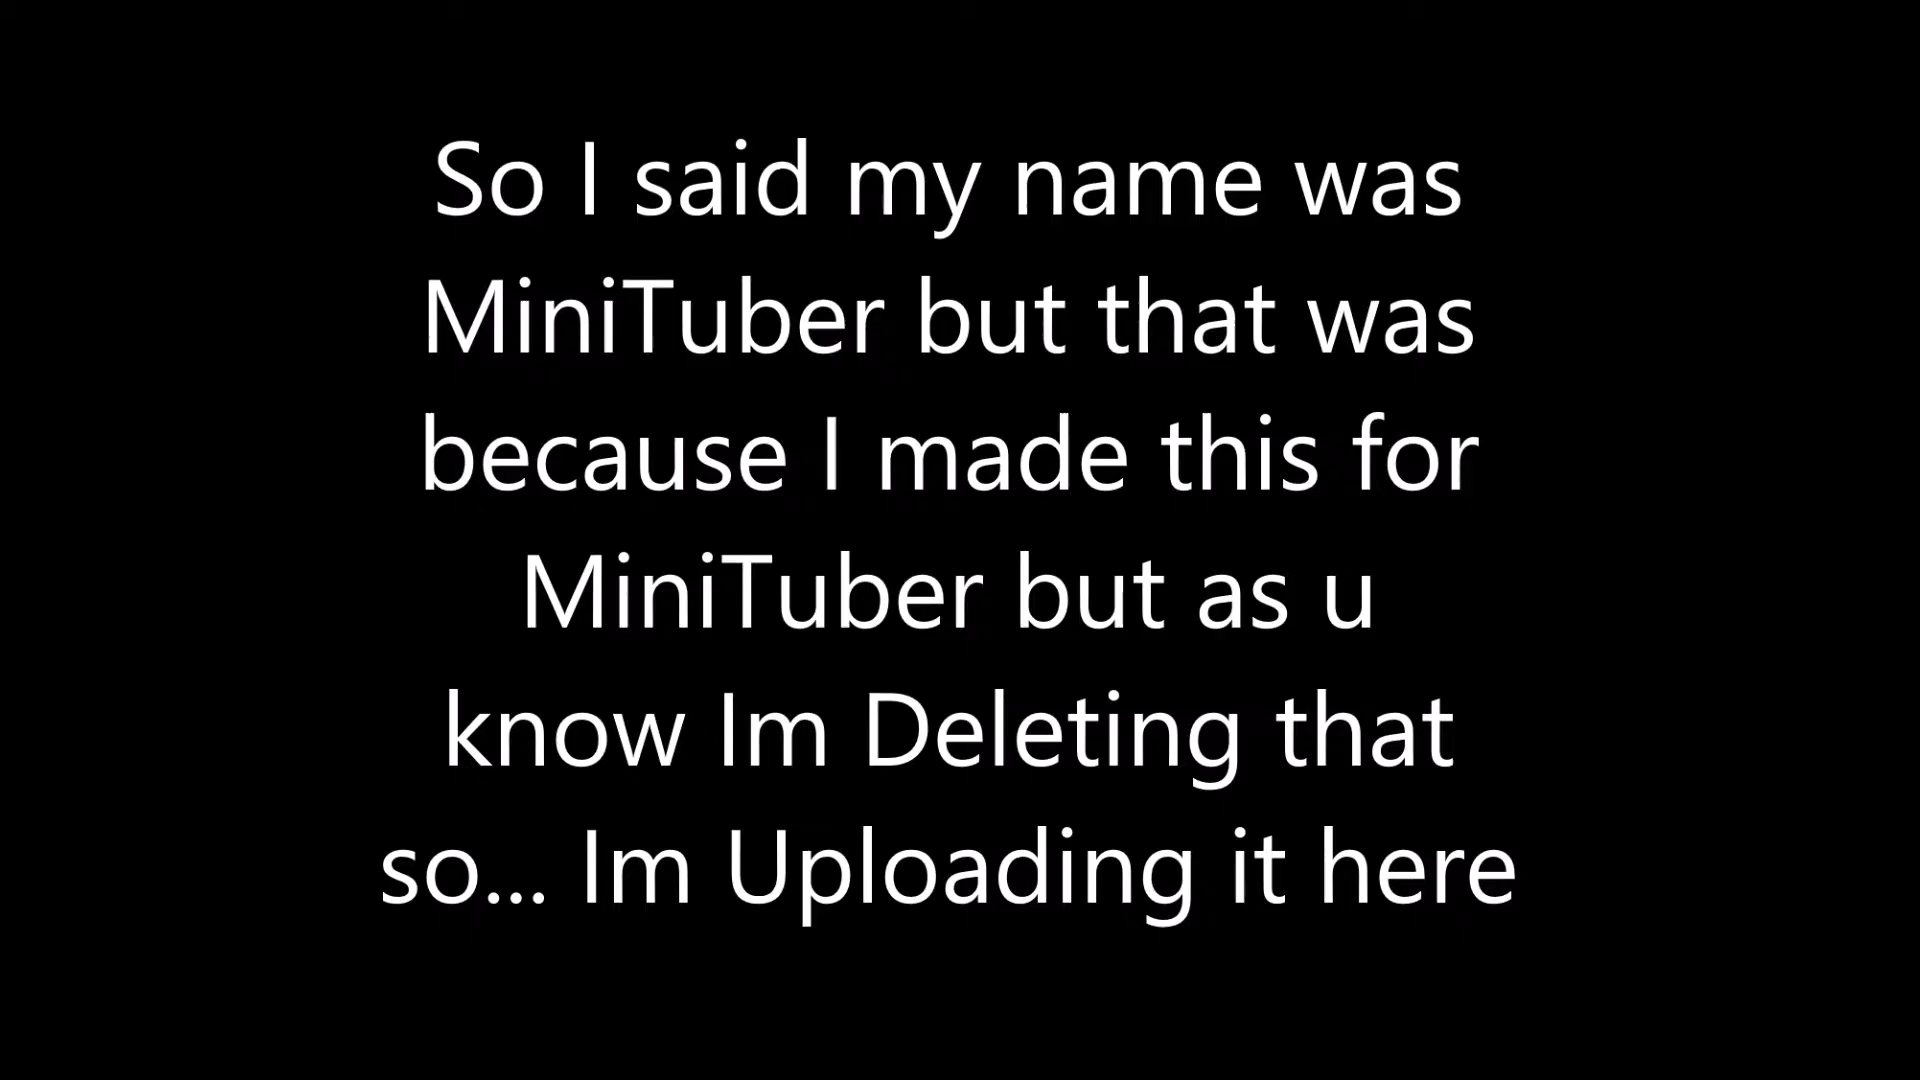 So I said my name was
MiniTuber but that was
because I made this for
MiniTuber but as u
know Im Deleting that
so... Im Uploading it here